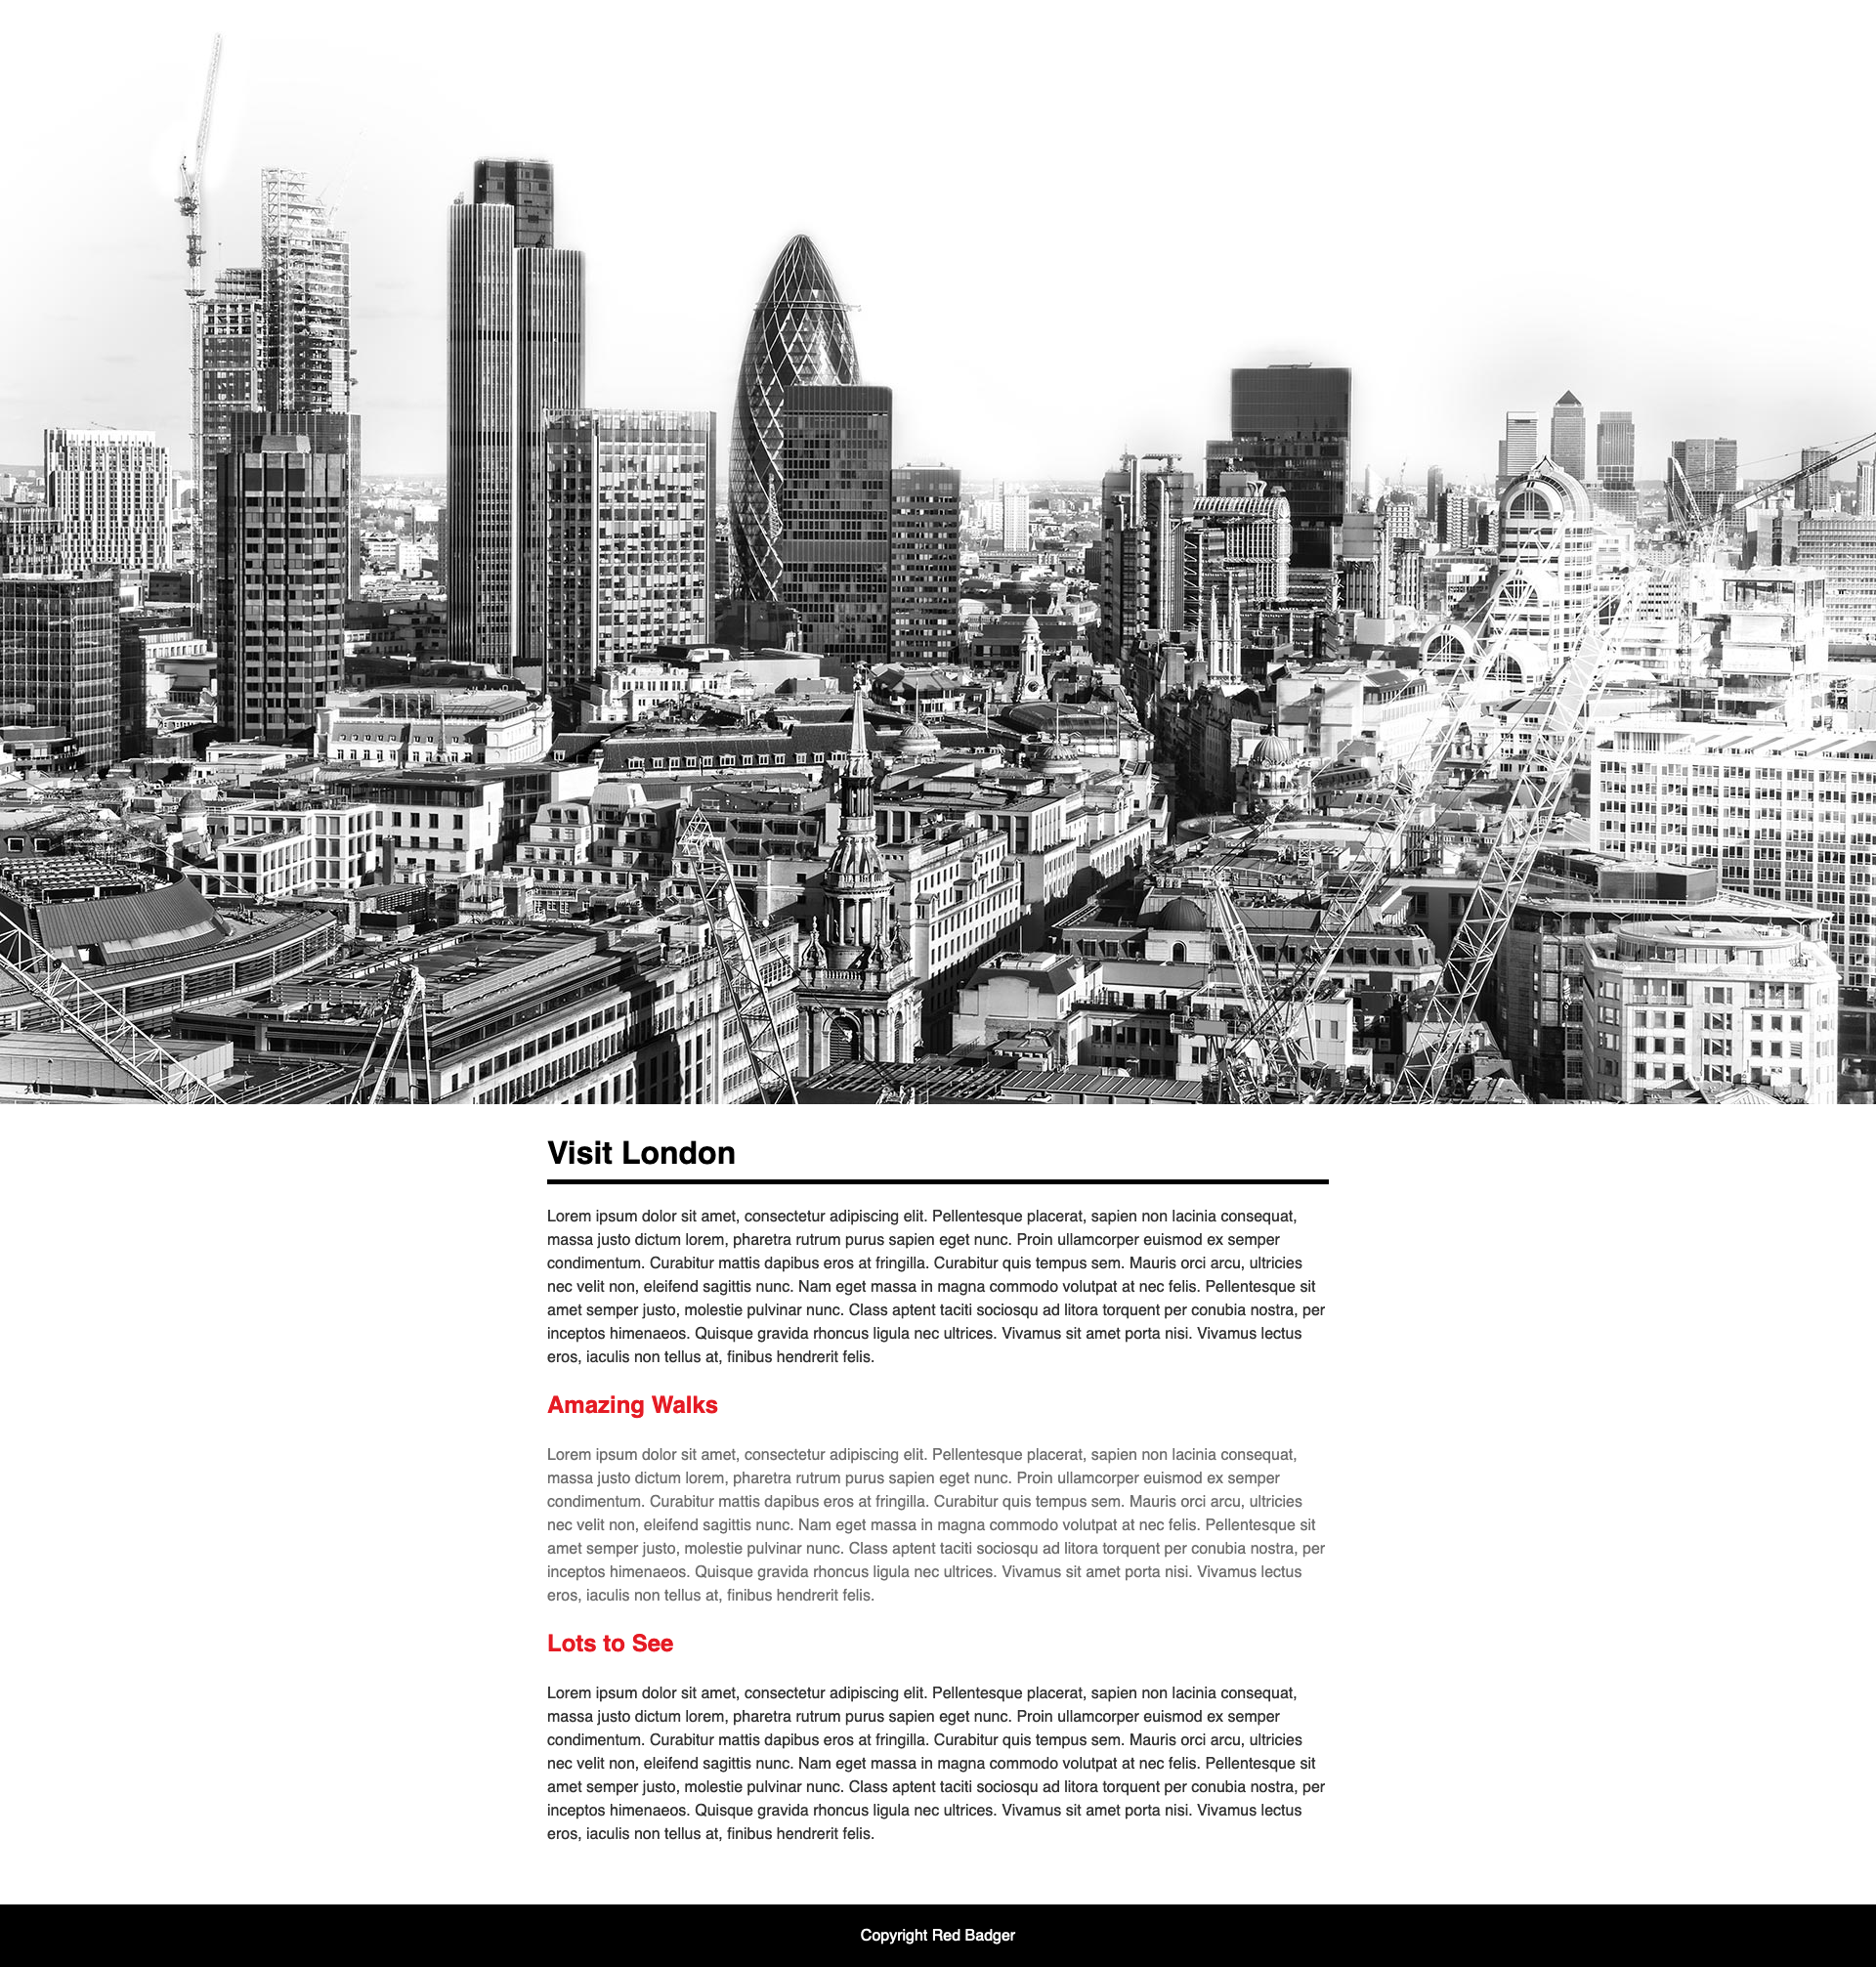 Visit London
Lorem ipsum dolor sit amet, consectetur adipiscing elit. Pellentesque placerat, sapien non lacinia consequat,
massa justo dictum lorem, pharetra rutrum purus sapien eget nunc. Proin ullamcorper euismod ex semper
condimentum. Curabitur mattis dapibus eros at fringilla. Curabitur quis tempus sem. Mauris orci arcu, ultricies
nec velit non, eleifend sagittis nunc. Nam eget massa in magna commodo volutpat at nec felis. Pellentesque sit
amet semper justo, molestie pulvinar nunc. Class aptent taciti sociosqu ad litora torquent per conubia nostra, per
inceptos himenaeos. Quisque gravida rhoncus ligula nec ultrices. Vivamus sit amet porta nisi. Vivamus lectus
eros, iaculis non tellus at, finibus hendrerit felis.
Amazing Walks
Lorem ipsum dolor sit amet, consectetur adipiscing elit. Pellentesque placerat, sapien non lacinia consequat,
massa justo dictum lorem, pharetra rutrum purus sapien eget nunc. Proin ullamcorper euismod ex semper
condimentum. Curabitur mattis dapibus eros at fringilla. Curabitur quis tempus sem. Mauris orci arcu, ultricies
nec velit non, eleifend sagittis nunc. Nam eget massa in magna commodo volutpat at nec felis. Pellentesque sit
amet semper justo, molestie pulvinar nunc. Class aptent taciti sociosqu ad litora torquent per conubia nostra, per
inceptos himenaeos. Quisque gravida rhoncus ligula nec ultrices. Vivamus sit amet porta nisi. Vivamus lectus
eros, iaculis non tellus at, finibus hendrerit felis.
Lots to See
Lorem ipsum dolor sit amet, consectetur adipiscing elit. Pellentesque placerat, sapien non lacinia consequat,
massa justo dictum lorem, pharetra rutrum purus sapien eget nunc. Proin ullamcorper euismod ex semper
condimentum. Curabitur mattis dapibus eros at fringilla. Curabitur quis tempus sem. Mauris orci arcu, ultricies
nec velit non, eleifend sagittis nunc. Nam eget massa in magna commodo volutpat at nec felis. Pellentesque sit
amet semper justo, molestie pulvinar nunc. Class aptent taciti sociosqu ad litora torquent per conubia nostra, per
inceptos himenaeos. Quisque gravida rhoncus ligula nec ultrices. Vivamus sit amet porta nisi. Vivamus lectus
eros, iaculis non tellus at, finibus hendrerit felis.
Copyright Red Badger